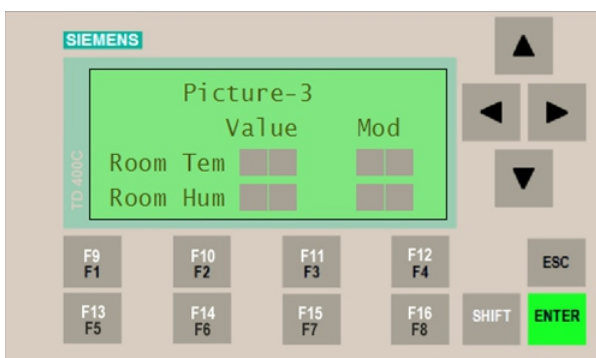 SIEMENS
TD 400C
Picture-3
Value Mod
Room Tem
Room Hum
F9 F10 F11 F12
F1 F2 F3 F4 ESC
F13 F14 F15 F16
F5 F6 F7 F8 SHIFT ENTER